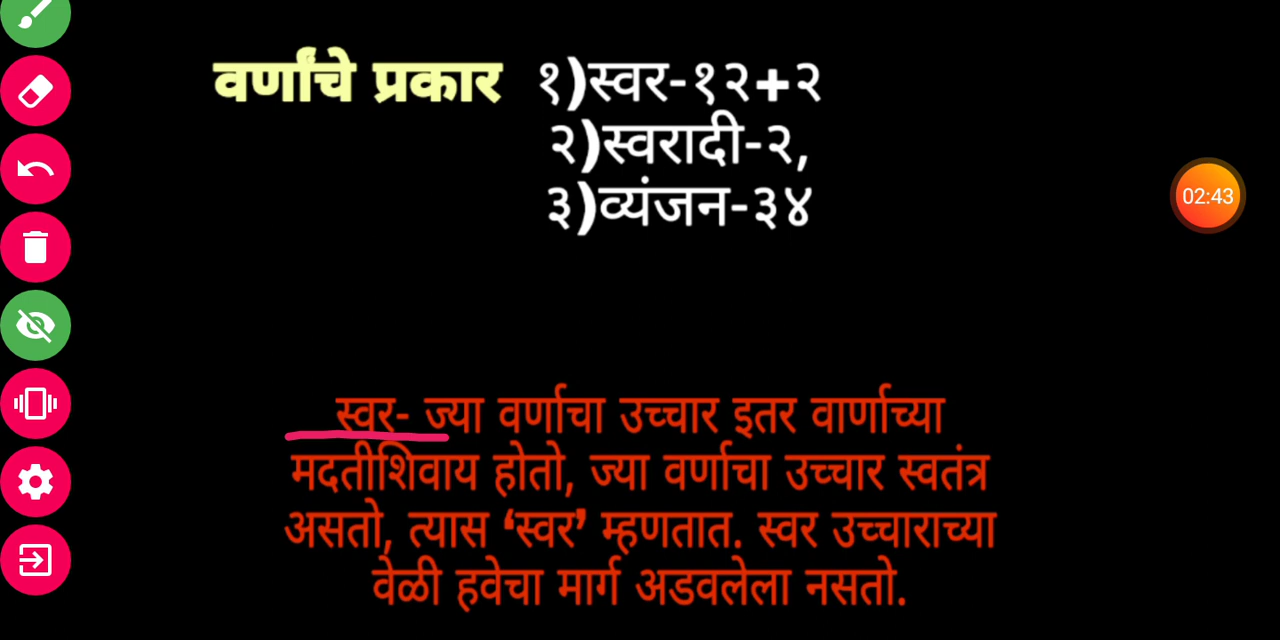 वर्णांचे प्रकार १)स्वर-१२+२
२)स्वरादी-२,
३)व्यंजन-३४
02:43
स्वर- ज्या वर्णाचा उच्चार इतर वार्णाच्या
मदतीशिवाय होतो, ज्या वर्णाचा उच्चार स्वतंत्र
असतो, त्यास ‘स्वर’ म्हणतात. स्वर उच्चाराच्या
वेळी हवेचा मार्ग अडवलेला नसतो.